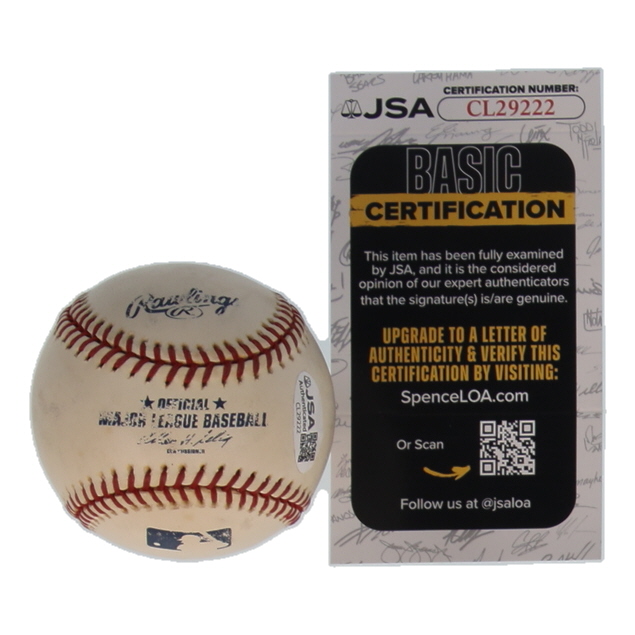 Rawlings
R
★ OFFICIAL ★
MAJOR LEAGUE BASEBALL
JSA
Authenticated
CL29222
JSA
CERTIFICATION NUMBER:
CL29222
BASIC
CERTIFICATION
This item has been fully examined
by JSA, and it is the considered
opinion of our expert authenticators
that the signature(s) is/are genuine.
UPGRADE TO A LETTER OF
AUTHENTICITY & VERIFY THIS
CERTIFICATION BY VISITING:
SpenceLOA.com
Or Scan
Follow us at @jsaloa